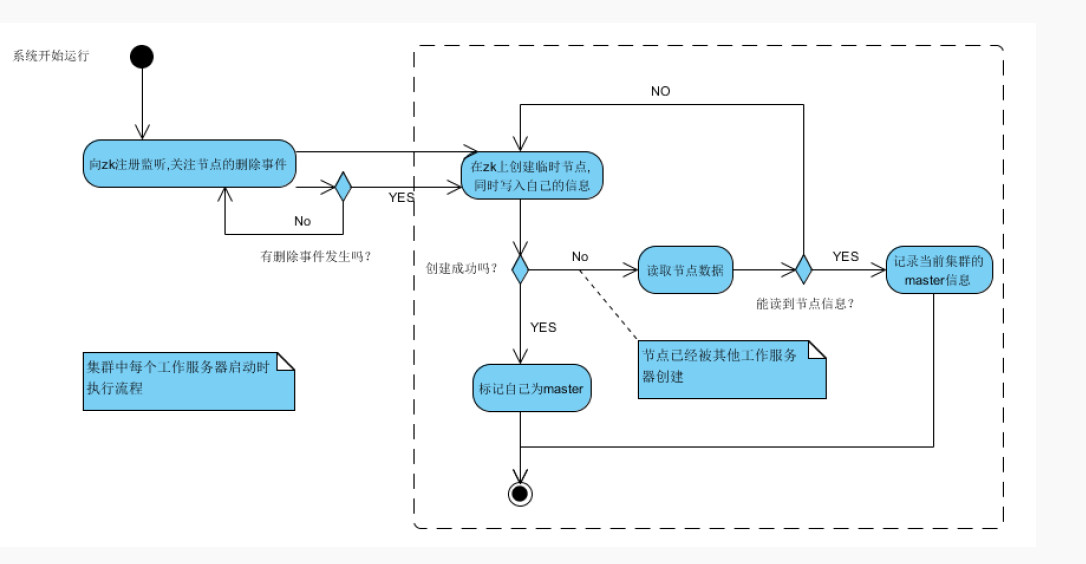 系统开始运行
NO
向zk注册监听,关注节点的删除事件
在zk上创建临时节点,
同时写入自己的信息
YES
No
有删除事件发生吗?
创建成功吗?
No
读取节点数据
YES
记录当前集群的
master信息
能读到节点信息?
YES
集群中每个工作服务器启动时
执行流程
节点已经被其他工作服务
器创建
标记自己为master